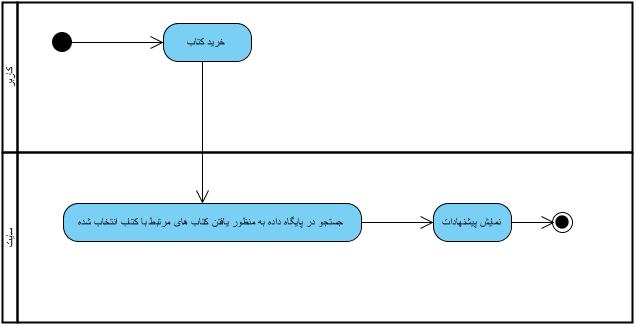 کاربر
خرید کتاب
سایت
جستجو در پایگاه داده به منظور یافتن کتاب های مرتبط با کتاب انتخاب شده
نمایش پیشنهادات